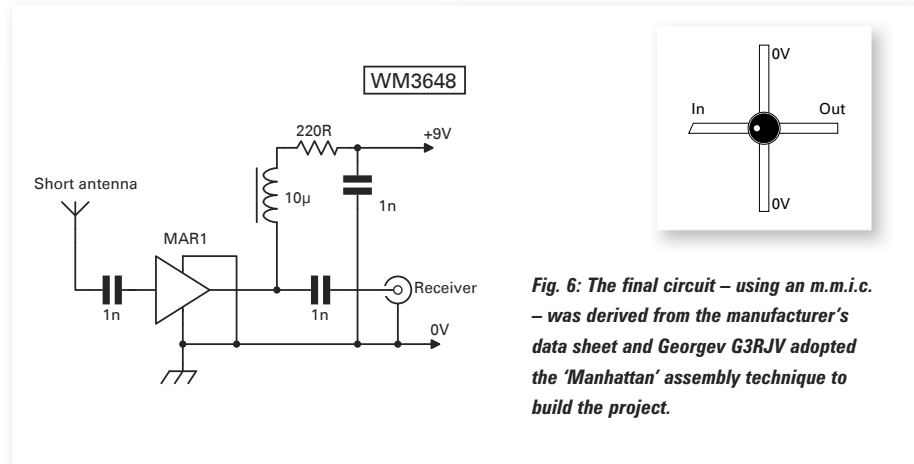 WM3648
220R
+9V
Short antenna
10µ
1n
MAR1
1n
1n
Receiver
0V
0V
In
Out
0V
Fig. 6: The final circuit – using an m.m.i.c.
– was derived from the manufacturer's
data sheet and Georgev G3RJV adopted
the ‘Manhattan’ assembly technique to
build the project.